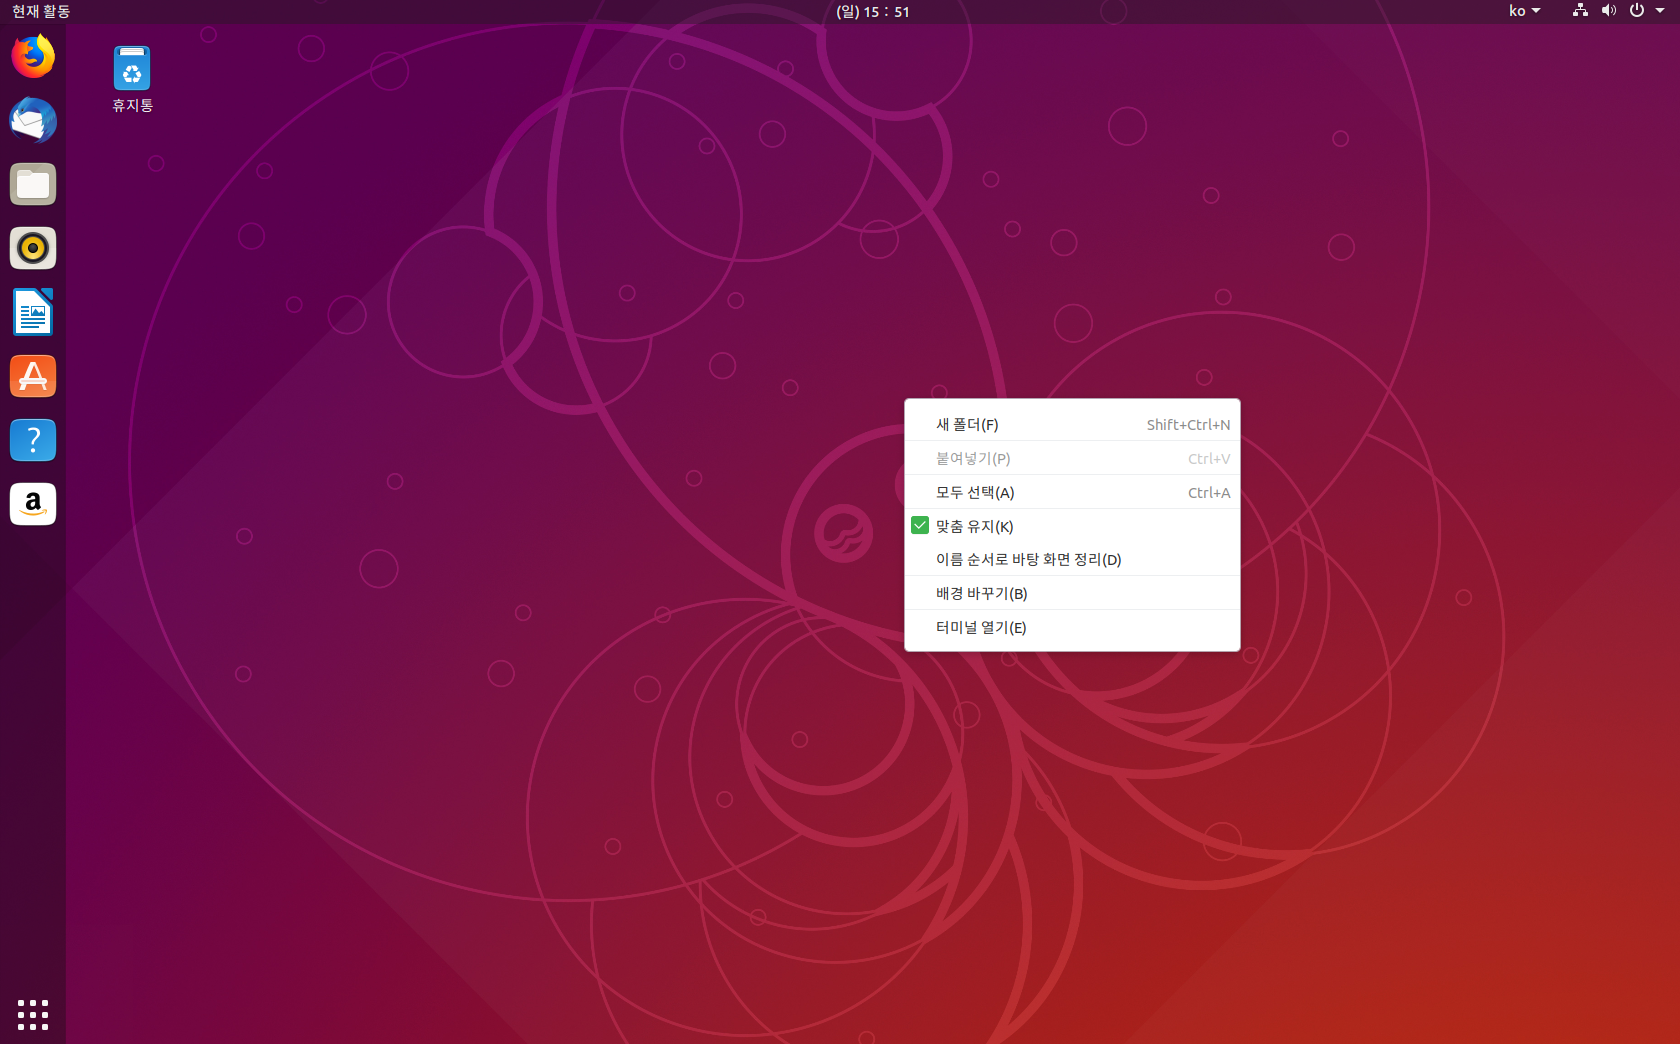 현재 활동
(일) 15 : 51
ko
휴지통
새 폴더(F) Shift+Ctrl+N
붙여넣기(P) Ctrl+V
모두 선택(A) Ctrl+A
맞춤 유지(K)
이름 순서로 바탕 화면 정리(D)
배경 바꾸기(B)
터미널 열기(E)
?
a